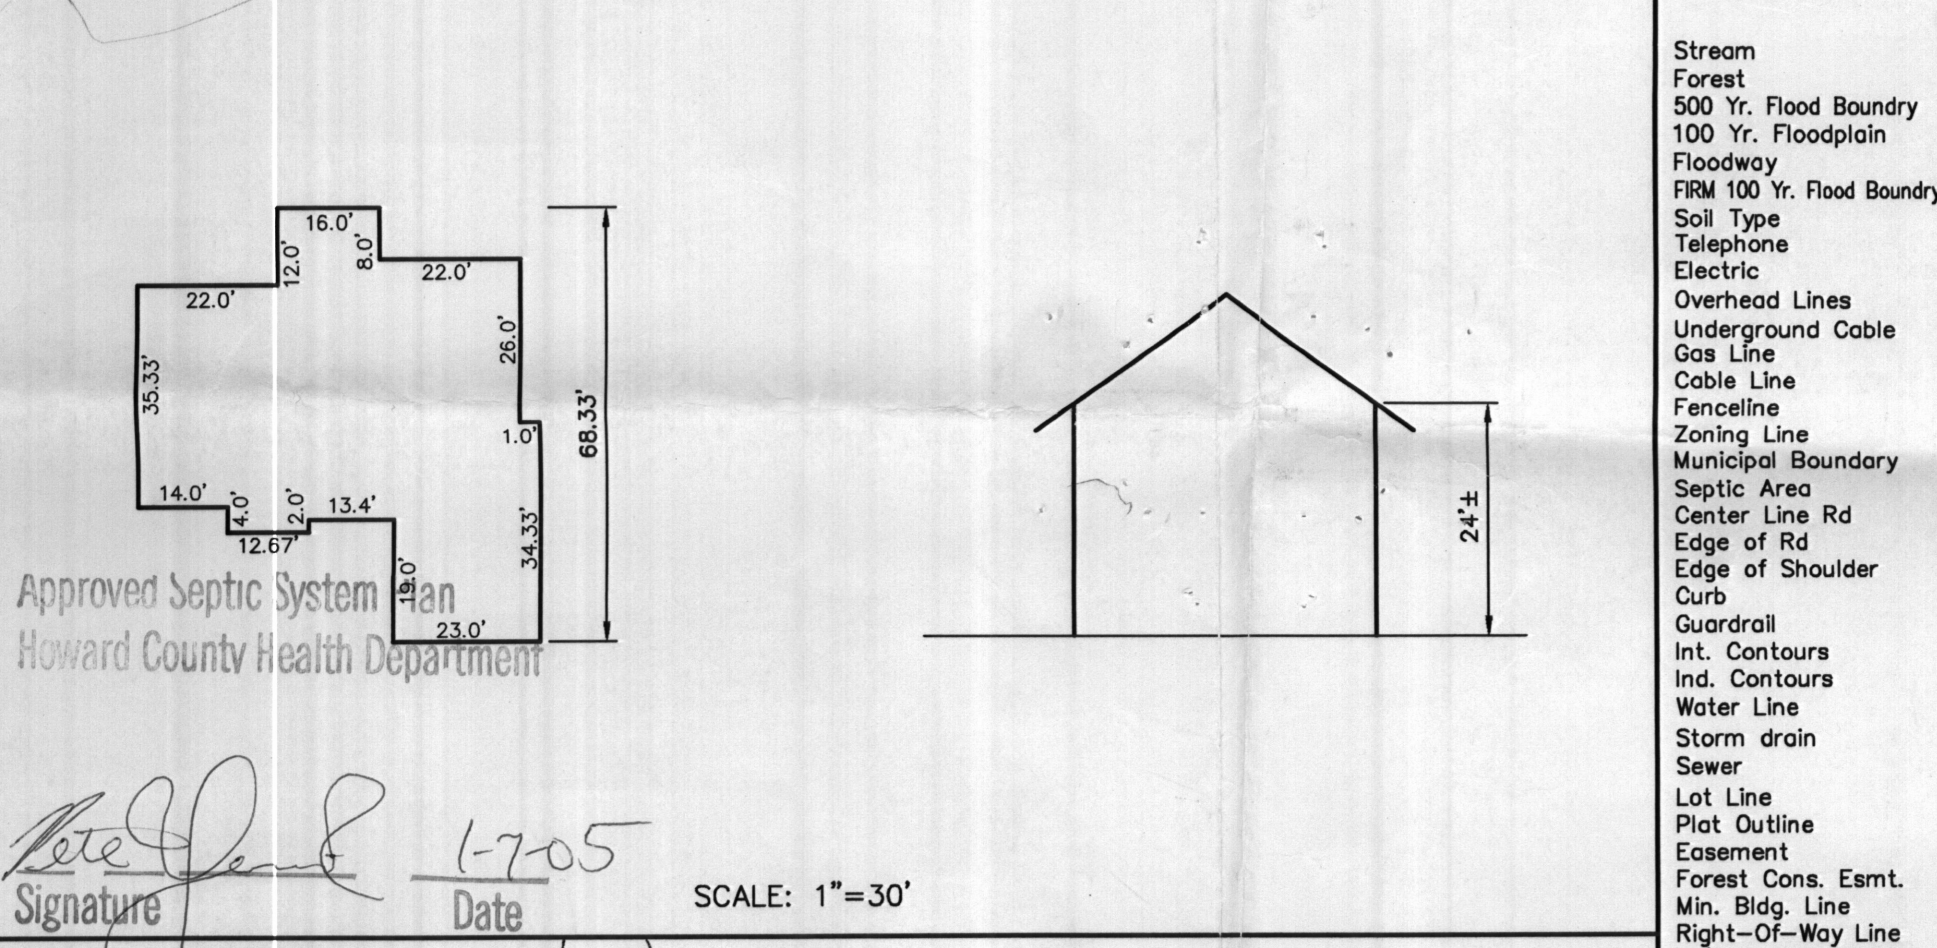 16.0'
12.0'
8.0'
22.0'
22.0'
26.0'
35.33'
68.33'
1.0'
14.0'
4.0'
2.0'
13.4'
12.67'
34.33'
19.0'
23.0'
24'±
Approved Septic System Plan
Howard County Health Department
Pete
1-7-05
Signature
Date
SCALE: 1"=30'
Stream
Forest
500 Yr. Flood Boundry
100 Yr. Floodplain
Floodway
FIRM 100 Yr. Flood Boundry
Soil Type
Telephone
Electric
Overhead Lines
Underground Cable
Gas Line
Cable Line
Fenceline
Zoning Line
Municipal Boundary
Septic Area
Center Line Rd
Edge of Rd
Edge of Shoulder
Curb
Guardrail
Int. Contours
Ind. Contours
Water Line
Storm drain
Sewer
Lot Line
Plat Outline
Easement
Forest Cons. Esmt.
Min. Bldg. Line
Right-Of-Way Line